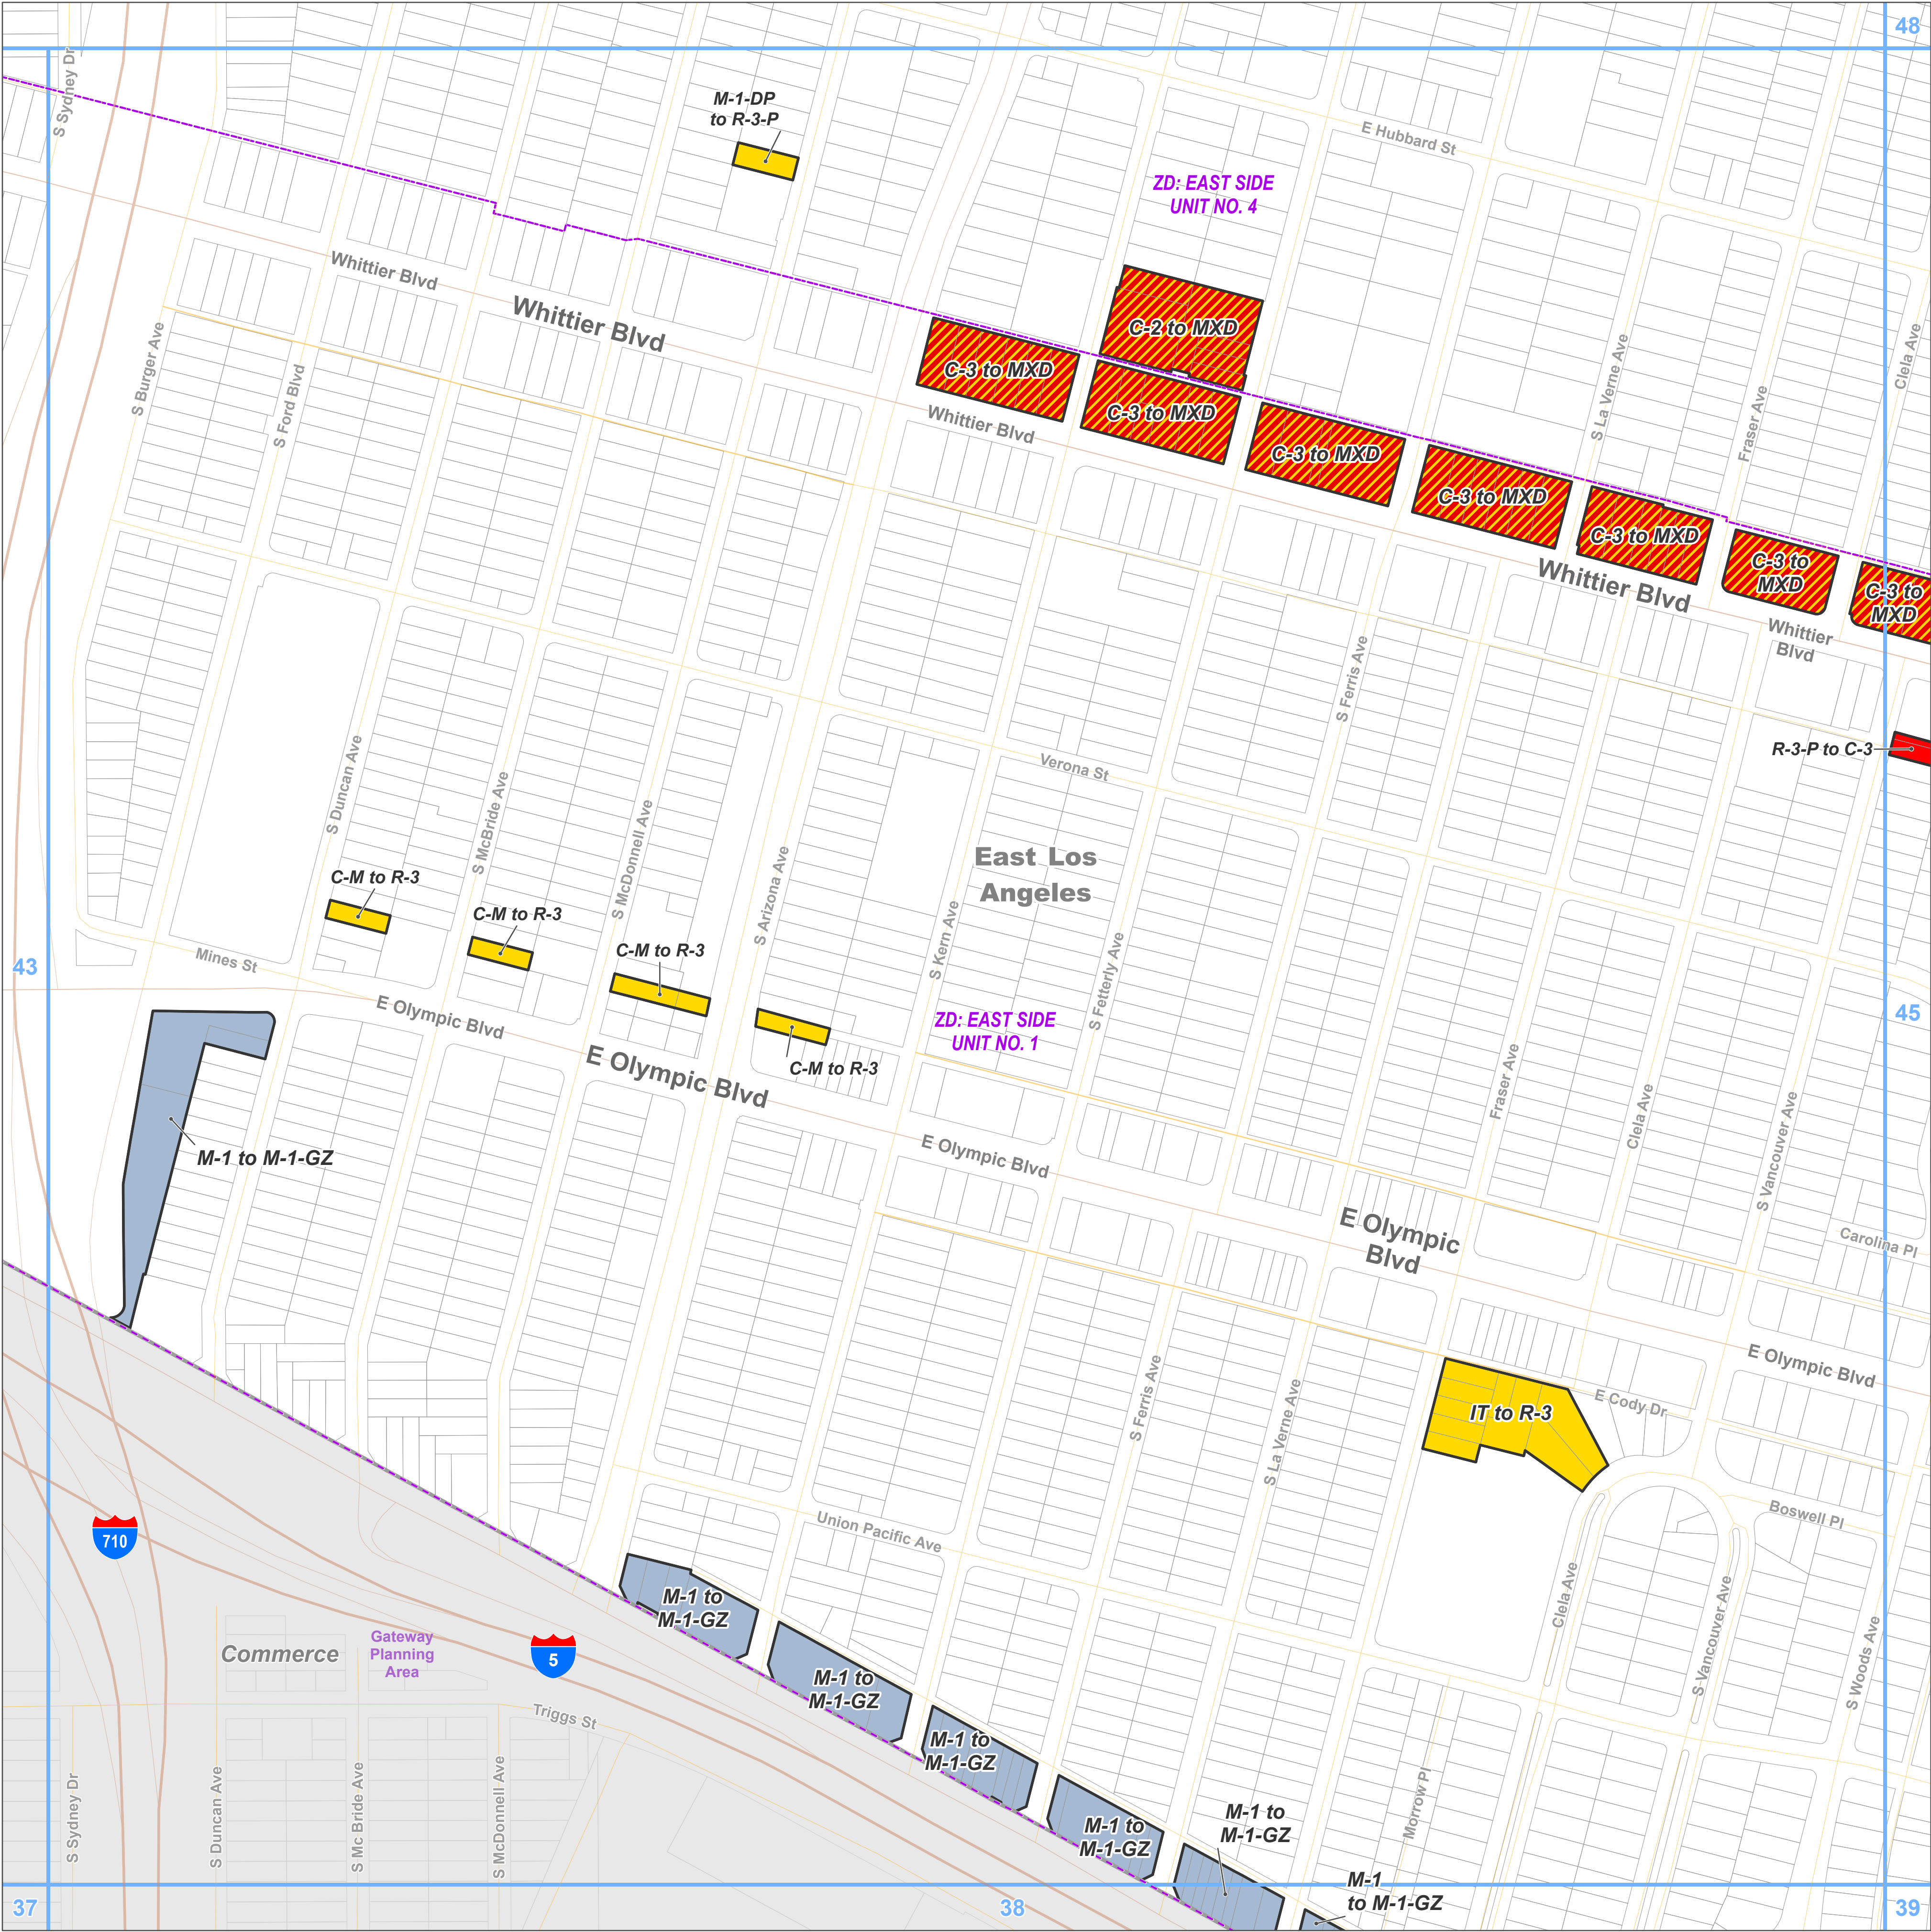 48
S Sydney Dr
M-1-DP
to R-3-P
E Hubbard St
ZD: EAST SIDE
UNIT NO. 4
Whittier Blvd
Whittier Blvd
C-2 to MXD
C-3 to MXD
C-3 to MXD
Whittier Blvd
C-3 to MXD
C-3 to MXD
C-3 to MXD
C-3 to
MXD
C-3 to
MXD
S Burger Ave
S Ford Blvd
S La Verne Ave
Fraser Ave
Clela Ave
Whittier Blvd
Whittier
Blvd
S Ferris Ave
R-3-P to C-3
Verona St
S Duncan Ave
S McBride Ave
S McDonnell Ave
S Arizona Ave
East Los
Angeles
C-M to R-3
C-M to R-3
C-M to R-3
S Kern Ave
S Fetterly Ave
43
Mines St
E Olympic Blvd
ZD: EAST SIDE
UNIT NO. 1
45
E Olympic Blvd
C-M to R-3
Fraser Ave
Clela Ave
S Vancouver Ave
M-1 to M-1-GZ
E Olympic Blvd
E Olympic
Blvd
Carolina Pl
E Olympic Blvd
S Ferris Ave
S La Verne Ave
IT to R-3
E Cody Dr
Boswell Pl
710
Union Pacific Ave
Clela Ave
S Vancouver Ave
S Woods Ave
M-1 to
M-1-GZ
Commerce
Gateway
Planning
Area
5
M-1 to
M-1-GZ
Triggs St
M-1 to
M-1-GZ
S Sydney Dr
S Duncan Ave
S Mc Bride Ave
S McDonnell Ave
M-1 to
M-1-GZ
M-1 to
M-1-GZ
Morrow Pl
M-1
to M-1-GZ
37
38
39